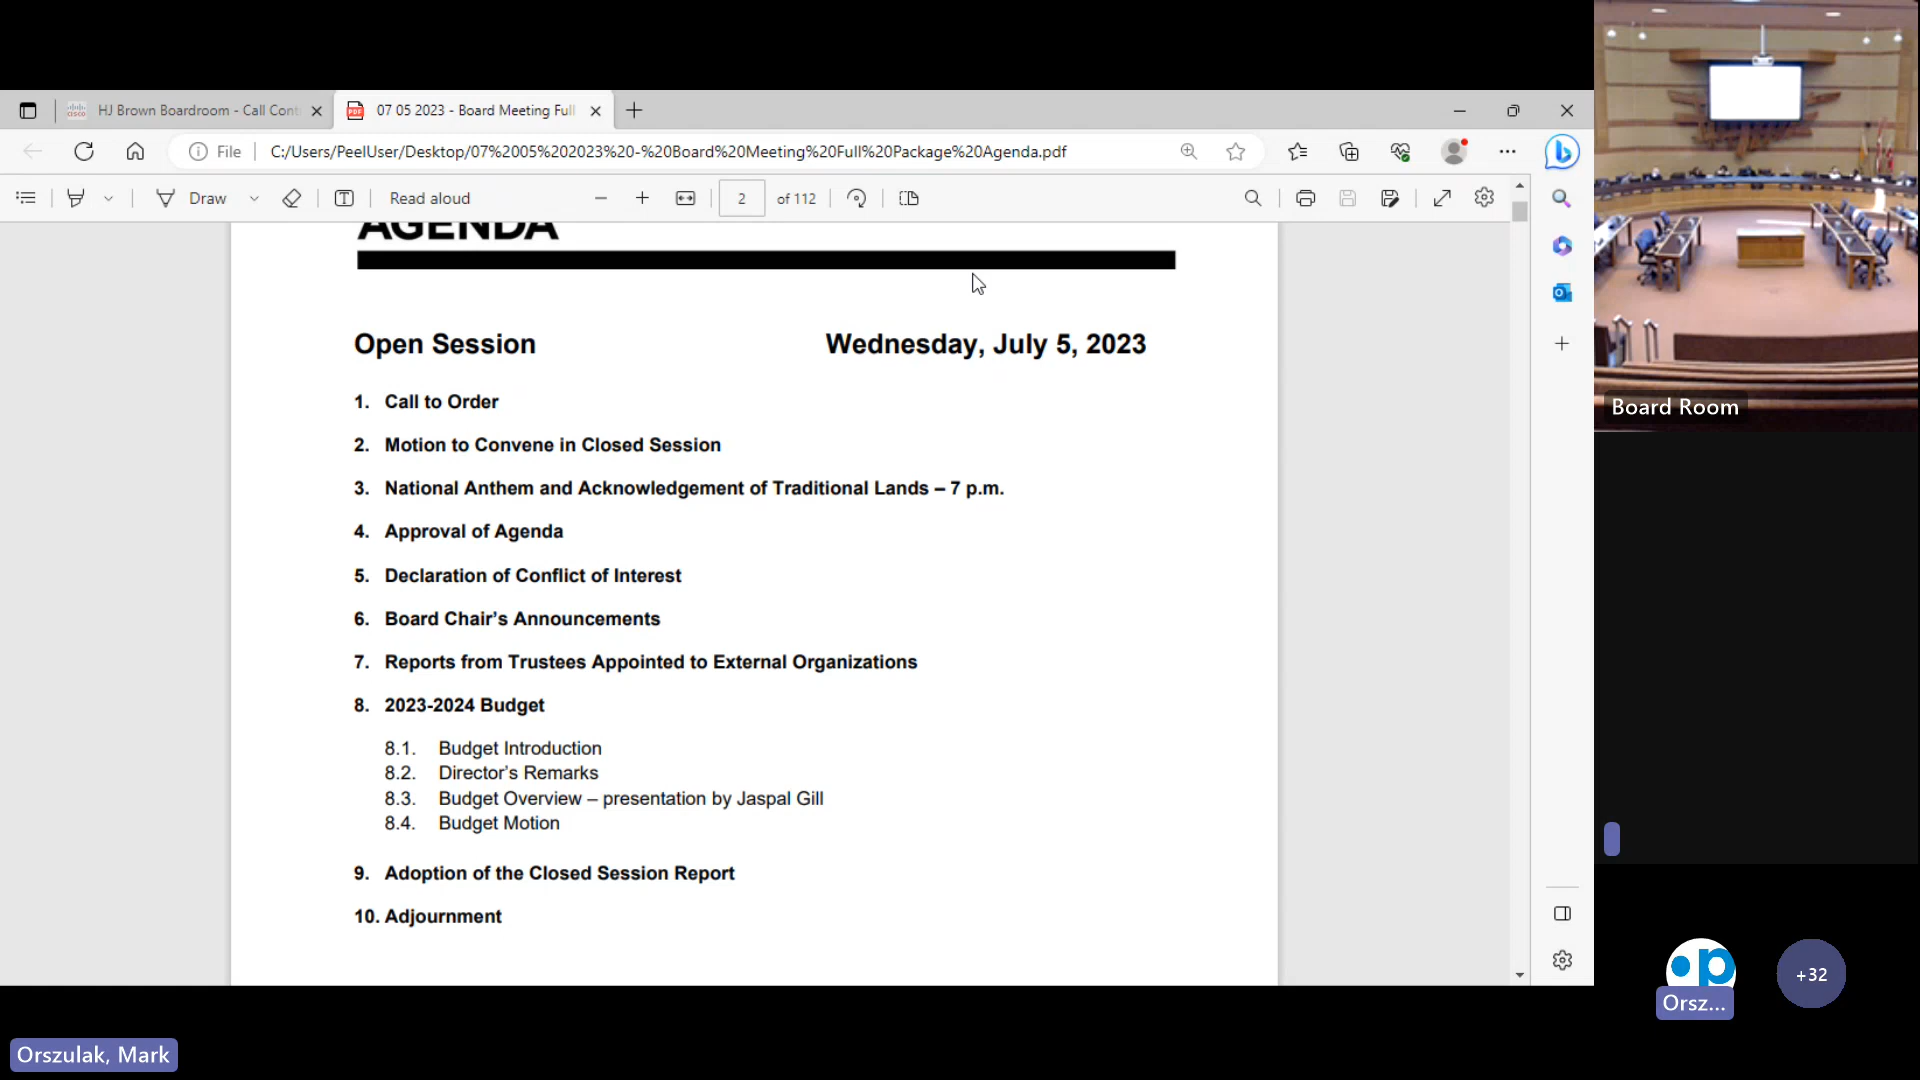 HJ Brown Boardroom - Call Cont
07 05 2023 - Board Meeting Full
File
C:/Users/PeelUser/Desktop/07%2005%202023%20-%20Board%20Meeting%20Full%20Package%20Agenda.pdf
Draw
Read aloud
2
of 112
AGENDA
Open Session
Wednesday, July 5, 2023
1. Call to Order
2. Motion to Convene in Closed Session
3. National Anthem and Acknowledgement of Traditional Lands – 7 p.m.
4. Approval of Agenda
5. Declaration of Conflict of Interest
6. Board Chair’s Announcements
7. Reports from Trustees Appointed to External Organizations
8. 2023-2024 Budget
8.1. Budget Introduction
8.2. Director’s Remarks
8.3. Budget Overview – presentation by Jaspal Gill
8.4. Budget Motion
9. Adoption of the Closed Session Report
10. Adjournment
Board Room
op
Orsz...
+32
Orszulak, Mark